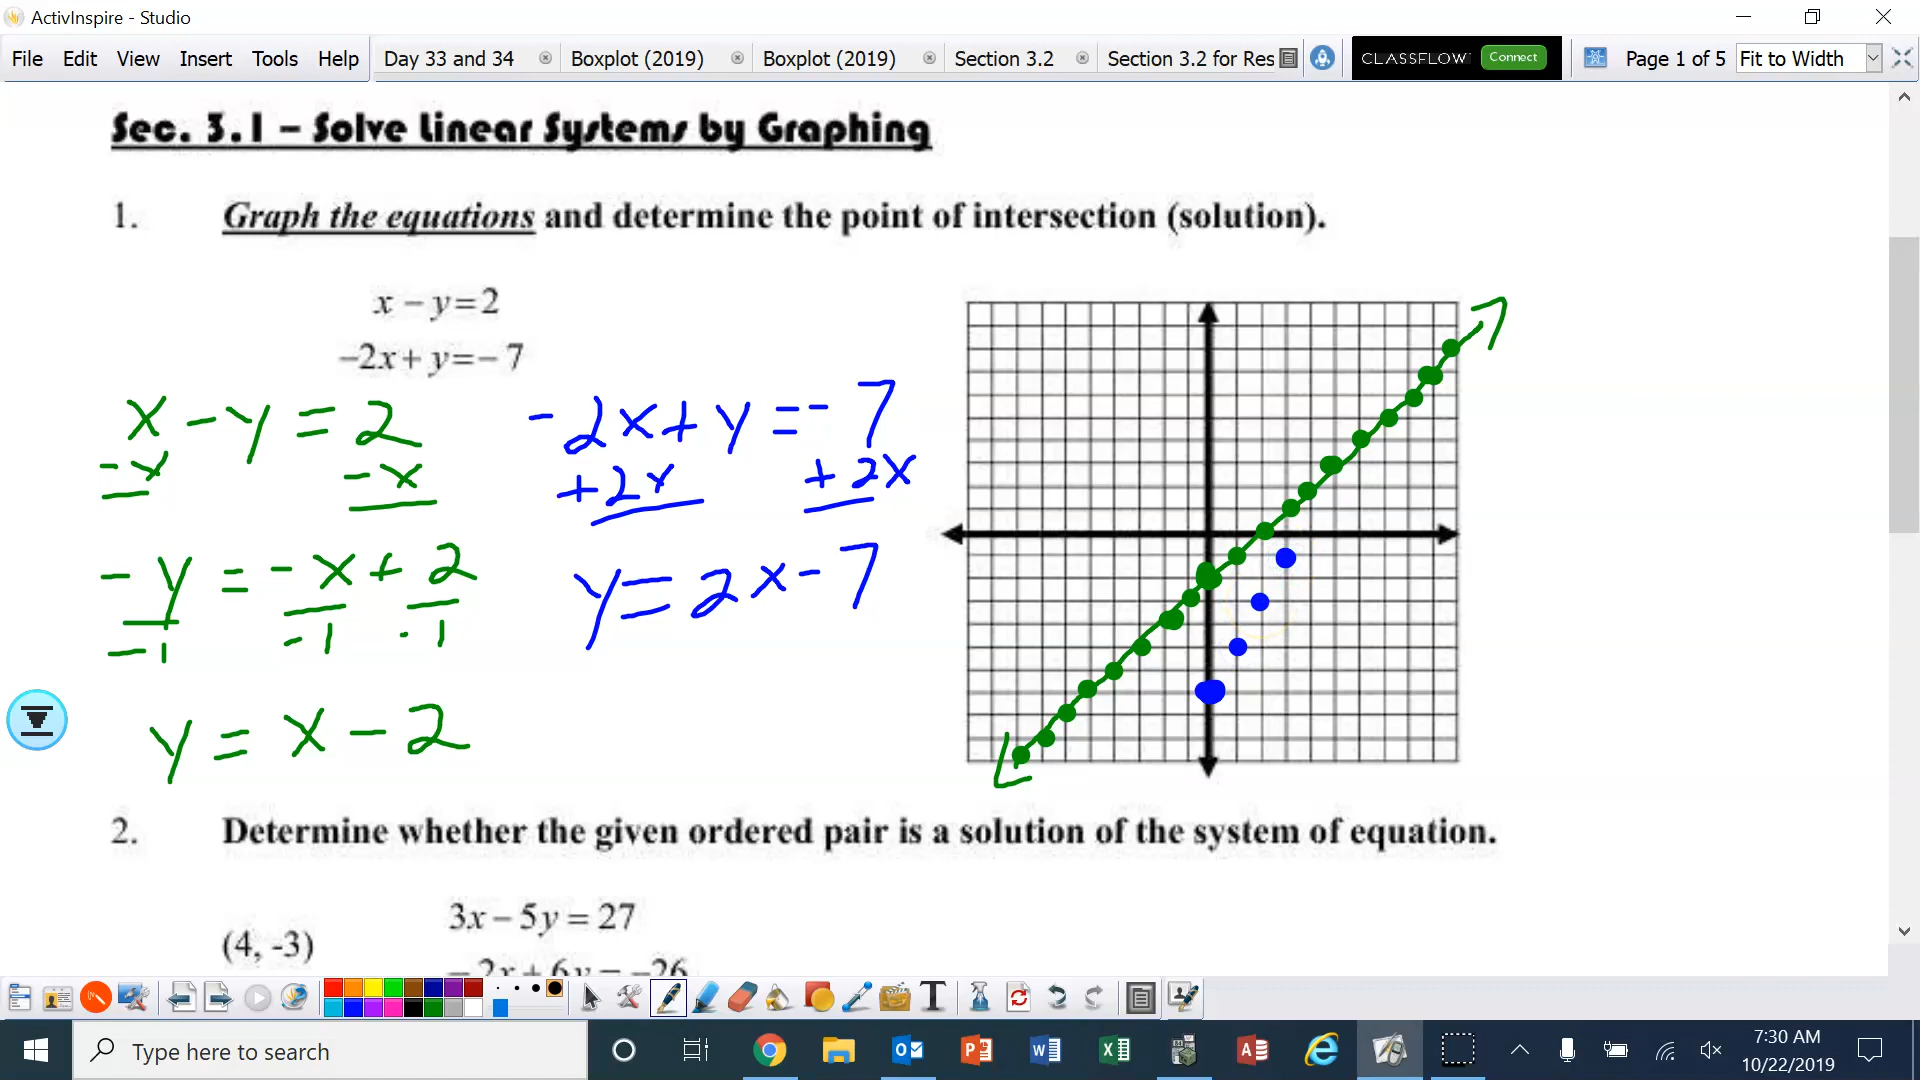 ActivInspire - Studio
File Edit View Insert Tools Help Day 33 and 34 Boxplot (2019) Boxplot (2019) Section 3.2 Section 3.2 for Res CLASSFLOW Connect Page 1 of 5 Fit to Width
Sec. 3.1 – Solve Linear Systems by Graphing
1. Graph the equations and determine the point of intersection (solution).
x – y = 2
–2x + y = – 7
x - y = 2 -2x + y = -7
-x -x +2x +2x
-y = -x + 2 y = 2x - 7
-1 -1 -1
y = x - 2
2. Determine whether the given ordered pair is a solution of the system of equation.
3x – 5y = 27
(4, -3)
– 2x + 6y = –26
T
Type here to search
7:30 AM
10/22/2019